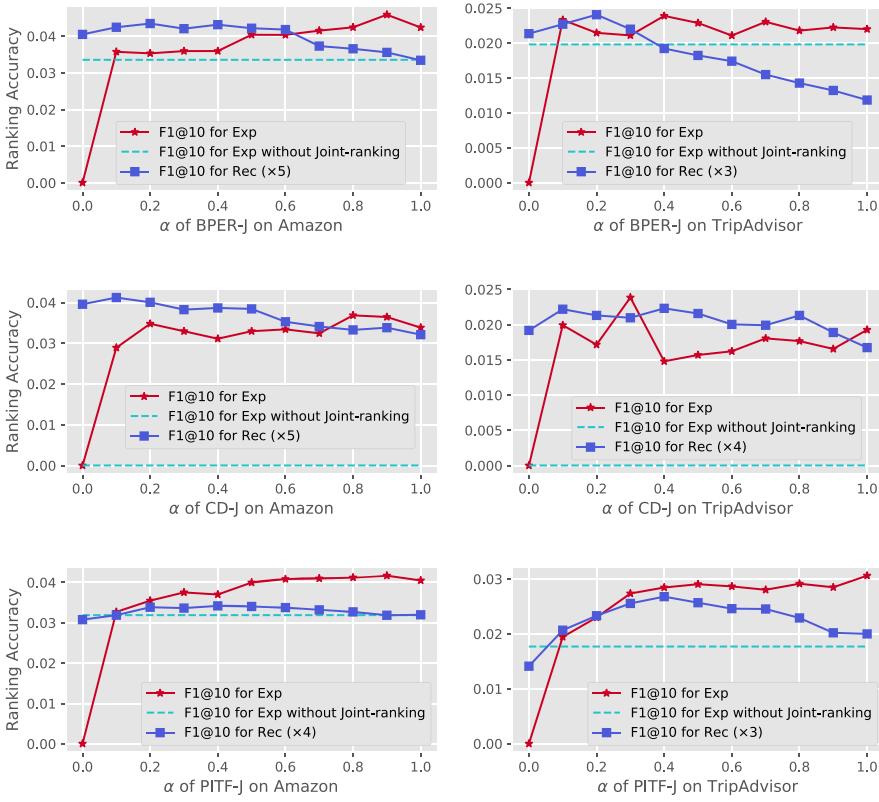 Ranking Accuracy
0.04
0.03
0.02
0.01
0.00
F1@10 for Exp
F1@10 for Exp without Joint-ranking
F1@10 for Rec (×5)
0.0 0.2 0.4 0.6 0.8 1.0
α of BPER-J on Amazon
0.025
0.020
0.015
0.010
0.005
0.000
F1@10 for Exp
F1@10 for Exp without Joint-ranking
F1@10 for Rec (×3)
0.0 0.2 0.4 0.6 0.8 1.0
α of BPER-J on TripAdvisor
Ranking Accuracy
0.04
0.03
0.02
0.01
0.00
F1@10 for Exp
F1@10 for Exp without Joint-ranking
F1@10 for Rec (×5)
0.0 0.2 0.4 0.6 0.8 1.0
α of CD-J on Amazon
0.025
0.020
0.015
0.010
0.005
0.000
F1@10 for Exp
F1@10 for Exp without Joint-ranking
F1@10 for Rec (×4)
0.0 0.2 0.4 0.6 0.8 1.0
α of CD-J on TripAdvisor
Ranking Accuracy
0.04
0.03
0.02
0.01
0.00
F1@10 for Exp
F1@10 for Exp without Joint-ranking
F1@10 for Rec (×4)
0.0 0.2 0.4 0.6 0.8 1.0
α of PITF-J on Amazon
0.03
0.02
0.01
0.00
F1@10 for Exp
F1@10 for Exp without Joint-ranking
F1@10 for Rec (×3)
0.0 0.2 0.4 0.6 0.8 1.0
α of PITF-J on TripAdvisor